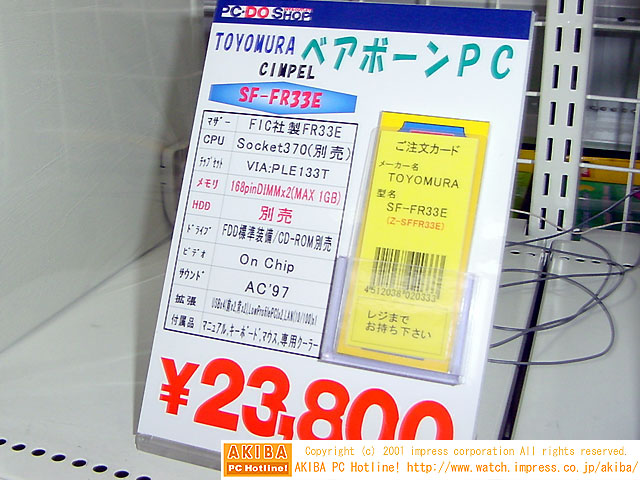 PC:DO SHOP
TOYOMURA ベアボーンPC
CIMPEL
SF-FR33E
マザー FIC社製FR33E
CPU Socket370(別売)
チップセット VIA:PLE133T
メモリ 168pinDIMMx2(MAX 1GB)
HDD 別売
ドライブ FDD標準装備/CD-ROM別売
ビデオ On Chip
サウンド AC'97
拡張 LowProfilePCIx2,LAN(10/100)x1
付属品 マニュアル,キーボード,マウス,専用クーラー
¥23,800
ご注文カード
メーカー名
TOYOMURA
型名
SF-FR33E
(Z-SFFR33E)
4512038020333
レジまで
お持ち下さい
AKIBA
PC Hotline!
Copyright (c) 2001 impress corporation All rights reserved.
AKIBA PC Hotline! http://www.watch.impress.co.jp/akiba/